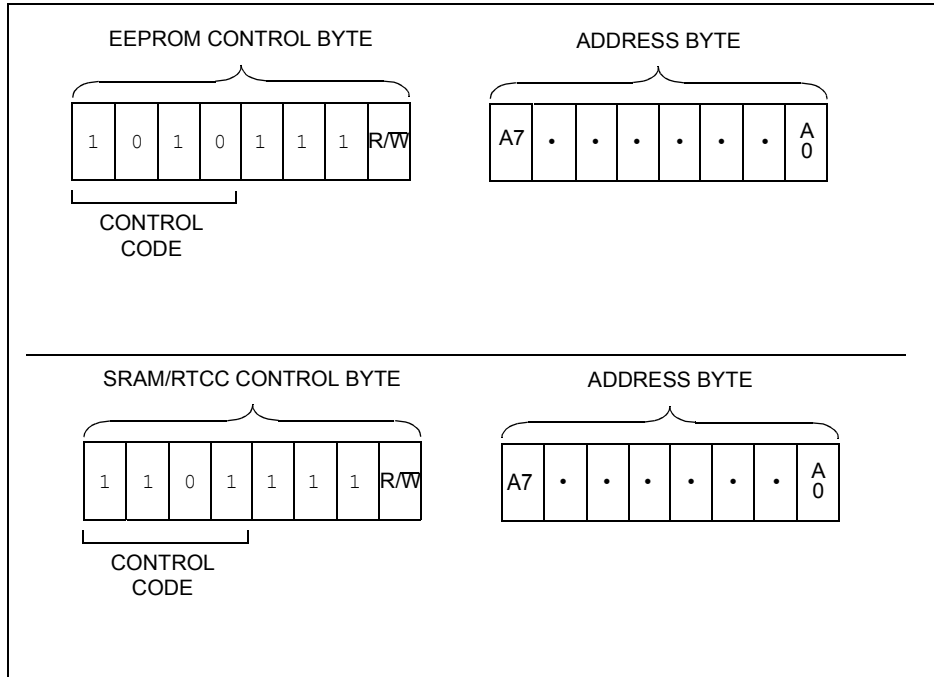 EEPROM CONTROL BYTE
ADDRESS BYTE
1 0 1 0 1 1 1 R/W̅
A7 • • • • • • A0
CONTROL
CODE
SRAM/RTCC CONTROL BYTE
ADDRESS BYTE
1 1 0 1 1 1 1 R/W̅
A7 • • • • • • A0
CONTROL
CODE